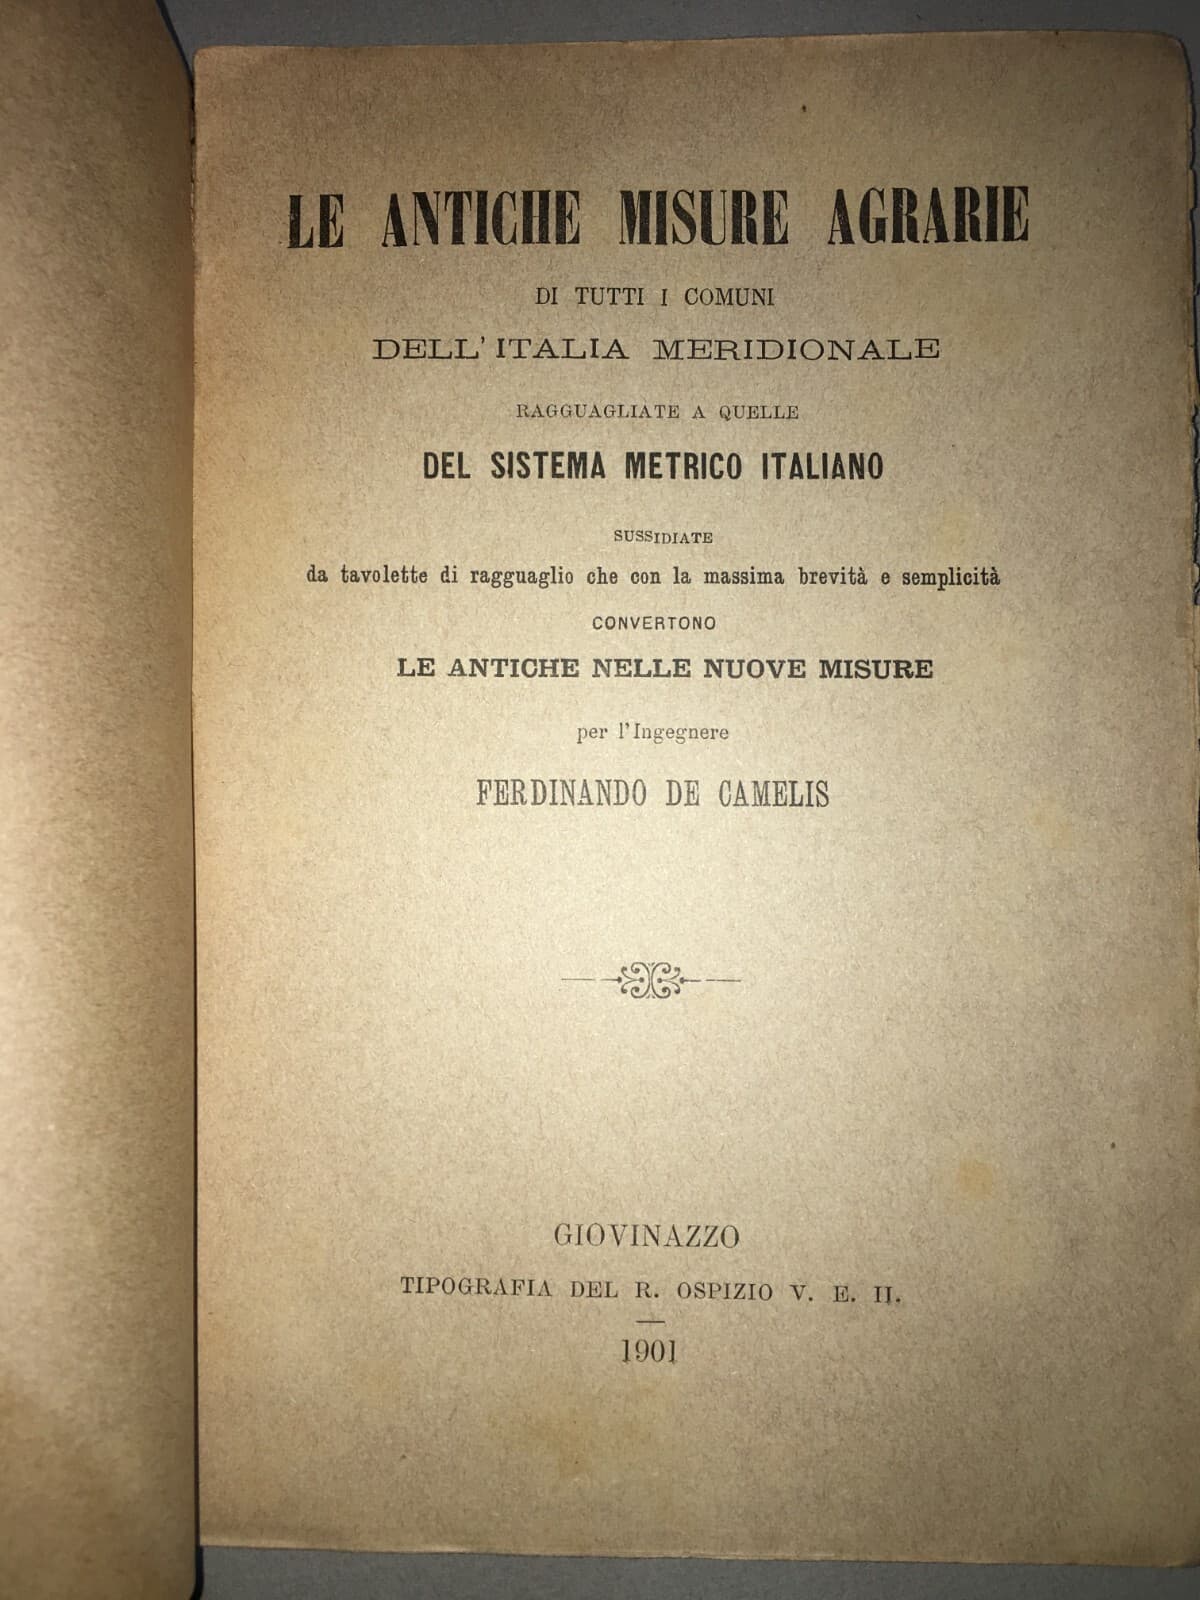 LE ANTICHE MISURE AGRARIE
DI TUTTI I COMUNI
DELL'ITALIA MERIDIONALE
RAGGUAGLIATE A QUELLE
DEL SISTEMA METRICO ITALIANO
SUSSIDIATE
da tavolette di ragguaglio che con la massima brevità e semplicità
CONVERTONO
LE ANTICHE NELLE NUOVE MISURE
per l'Ingegnere
FERDINANDO DE CAMELIS
GIOVINAZZO
TIPOGRAFIA DEL R. OSPIZIO V. E. II.
1901